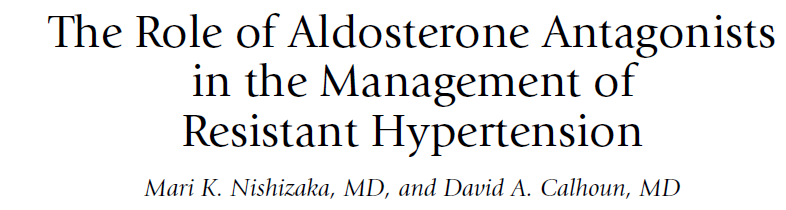 The Role of Aldosterone Antagonists
in the Management of
Resistant Hypertension
Mari K. Nishizaka, MD, and David A. Calhoun, MD